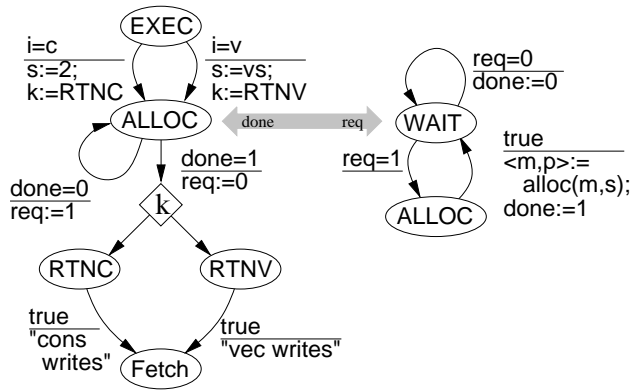 EXEC
i=c
s:=2;
k:=RTNC
i=v
s:=vs;
k:=RTNV
ALLOC
done
req
done=0
req:=1
done=1
req:=0
k
RTNC
RTNV
true
"cons
writes"
true
"vec writes"
Fetch
req=0
done:=0
WAIT
req=1
true
<m,p>:=
alloc(m,s);
done:=1
ALLOC